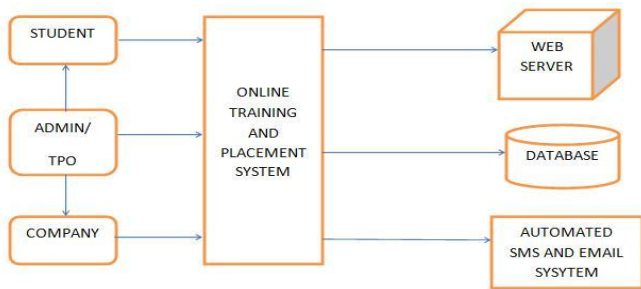 STUDENT
ADMIN/
TPO
COMPANY
ONLINE
TRAINING
AND
PLACEMENT
SYSTEM
WEB
SERVER
DATABASE
AUTOMATED
SMS AND EMAIL
SYSYTEM